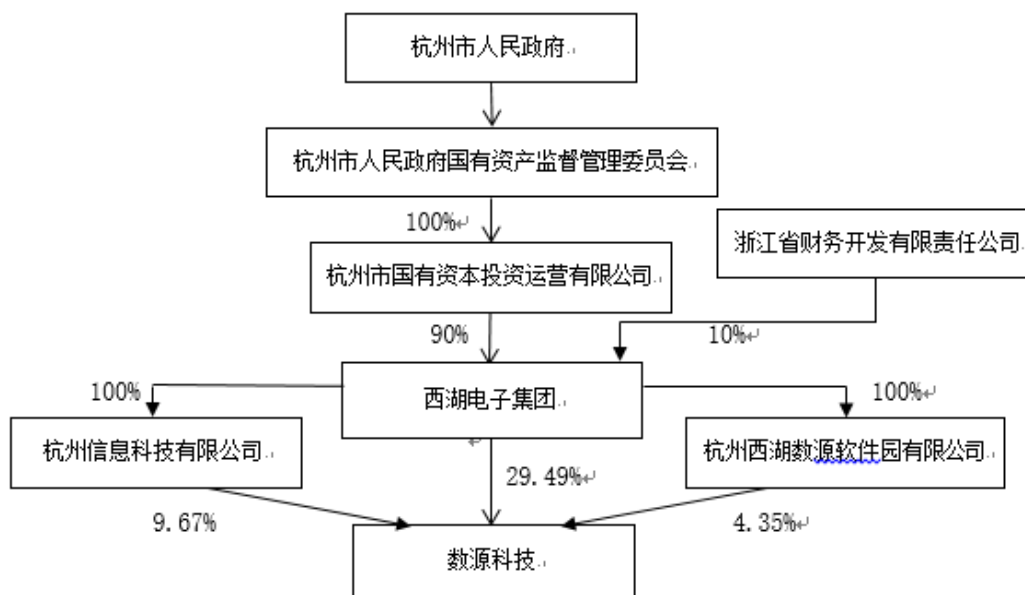 杭州市人民政府
杭州市人民政府国有资产监督管理委员会
100%
浙江省财务开发有限责任公司
杭州市国有资本投资运营有限公司
90%
10%
西湖电子集团
100%
100%
杭州信息科技有限公司
杭州西湖数源软件园有限公司
29.49%
9.67%
4.35%
数源科技